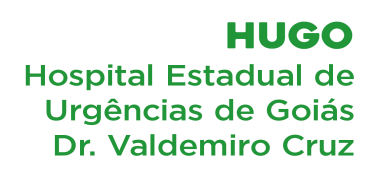 HUGO
Hospital Estadual de
Urgências de Goiás
Dr. Valdemiro Cruz